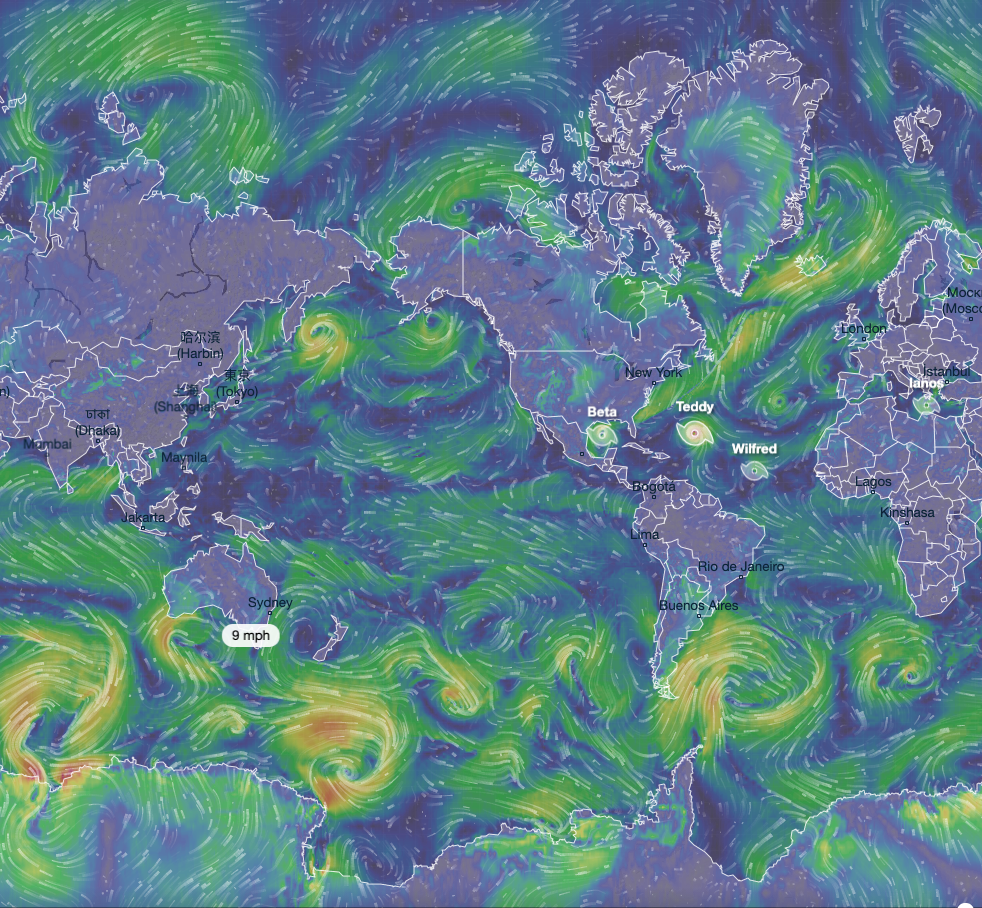 Москва
(Moscow
London
哈尔滨
(Harbin)
New York
東京
(Tokyo)
Istanbul
Ianos
上海
(Shanghai)
Beta
Teddy
ঢাকা
(Dhaka)
Mumbai
Wilfred
Maynila
Bogotá
Lagos
Jakarta
Kinshasa
Lima
Rio de Janeiro
Sydney
Buenos Aires
9 mph